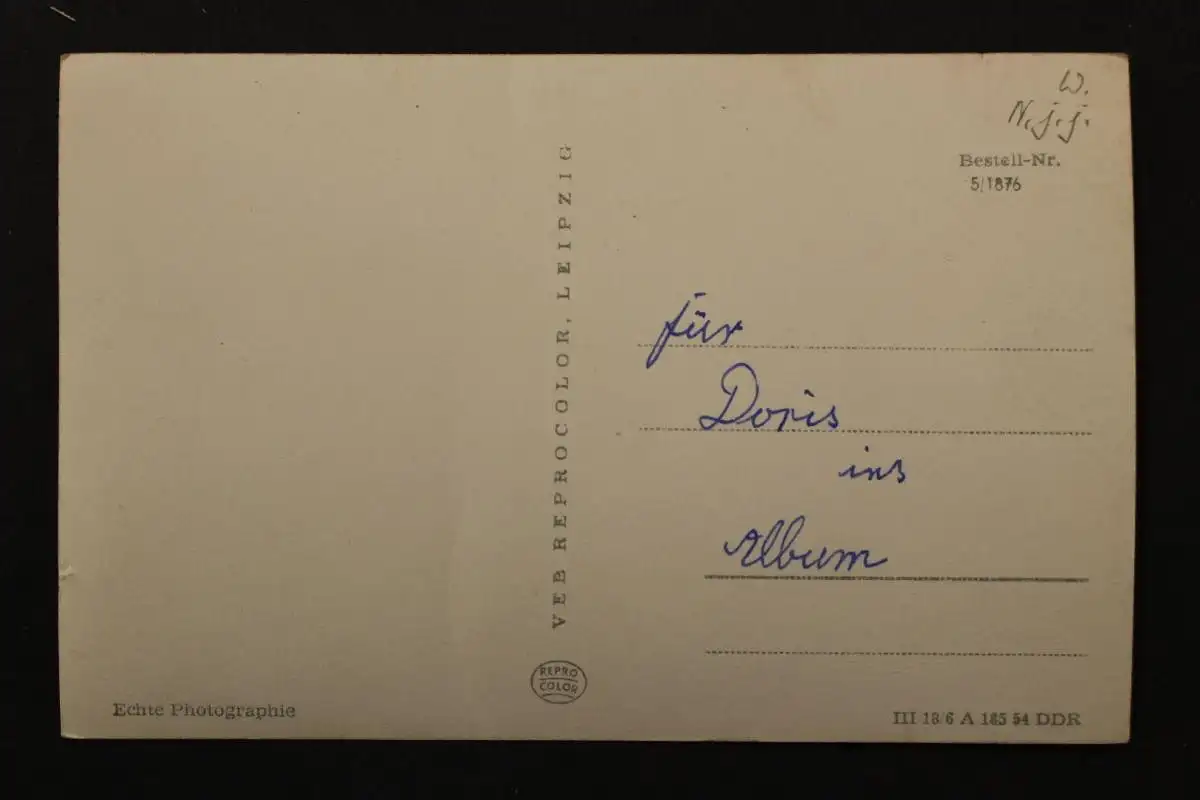 W.
N. j. j.
Bestell-Nr.
5/1876
VEB REPROCOLOR, LEIPZIG
für
Doris
ins
Album
REPRO
COLOR
Echte Photographie
III 18/6 A 185 54 DDR